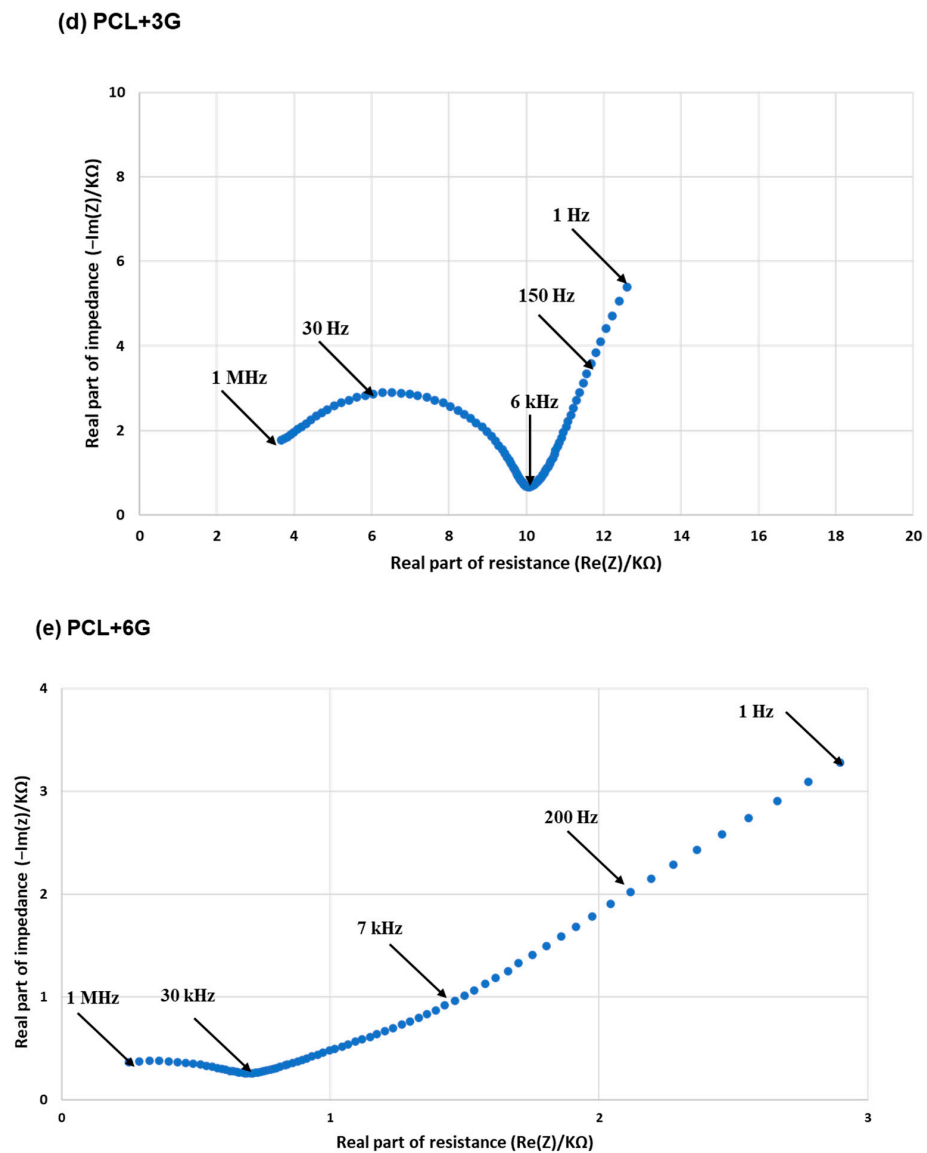 (d) PCL+3G
Real part of impedance (−Im(Z)/KΩ)
10
8
6
4
2
0
1 Hz
150 Hz
30 Hz
1 MHz
6 kHz
0 2 4 6 8 10 12 14 16 18 20
Real part of resistance (Re(Z)/KΩ)
(e) PCL+6G
Real part of impedance (−Im(z)/KΩ)
4
3
2
1
0
1 Hz
200 Hz
7 kHz
1 MHz
30 kHz
0 1 2 3
Real part of resistance (Re(Z)/KΩ)